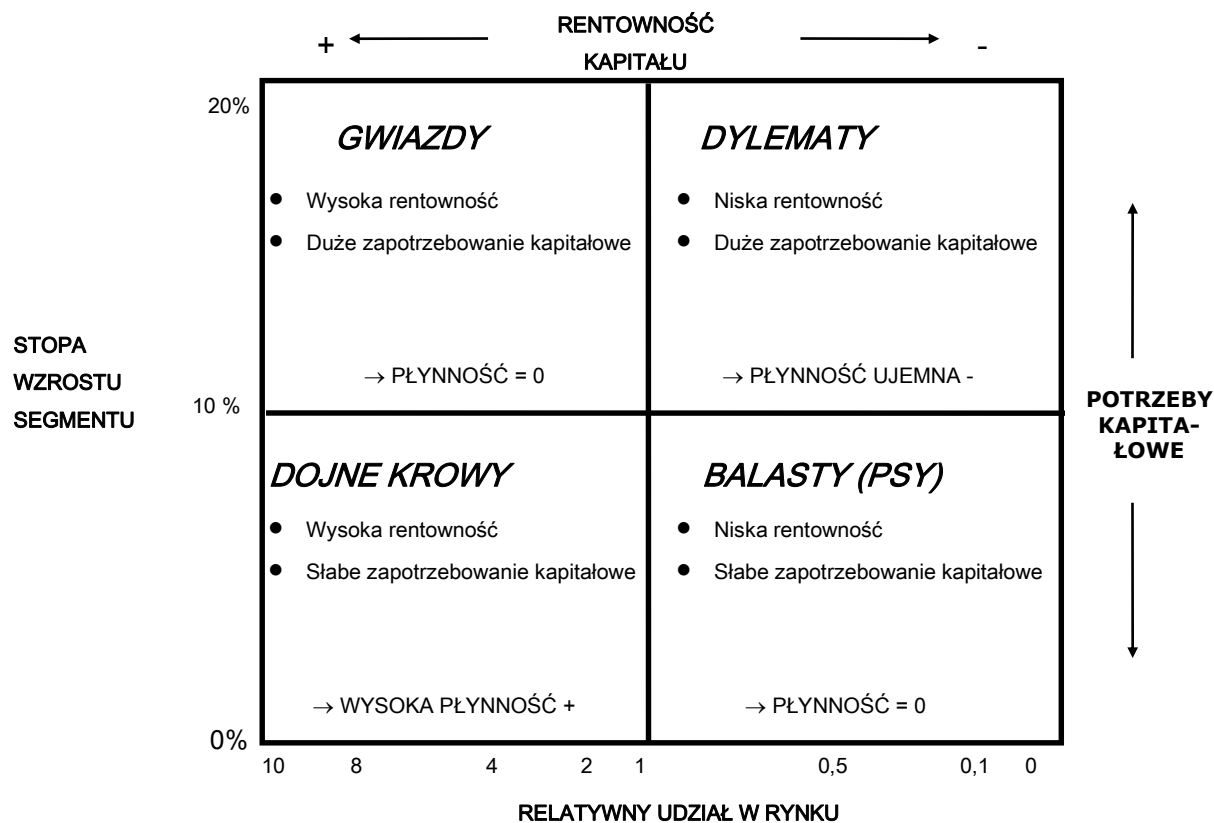 RENTOWNOŚĆ
KAPITAŁU
+
-
20%
GWIAZDY
DYLEMATY
● Wysoka rentowność
● Niska rentowność
● Duże zapotrzebowanie kapitałowe
● Duże zapotrzebowanie kapitałowe
→ PŁYNNOŚĆ = 0
→ PŁYNNOŚĆ UJEMNA -
STOPA
WZROSTU
SEGMENTU
10 %
POTRZEBY
KAPITA-
ŁOWE
DOJNE KROWY
BALASTY (PSY)
● Wysoka rentowność
● Niska rentowność
● Słabe zapotrzebowanie kapitałowe
● Słabe zapotrzebowanie kapitałowe
→ WYSOKA PŁYNNOŚĆ +
→ PŁYNNOŚĆ = 0
0%
10 8 4 2 1 0,5 0,1 0
RELATYWNY UDZIAŁ W RYNKU